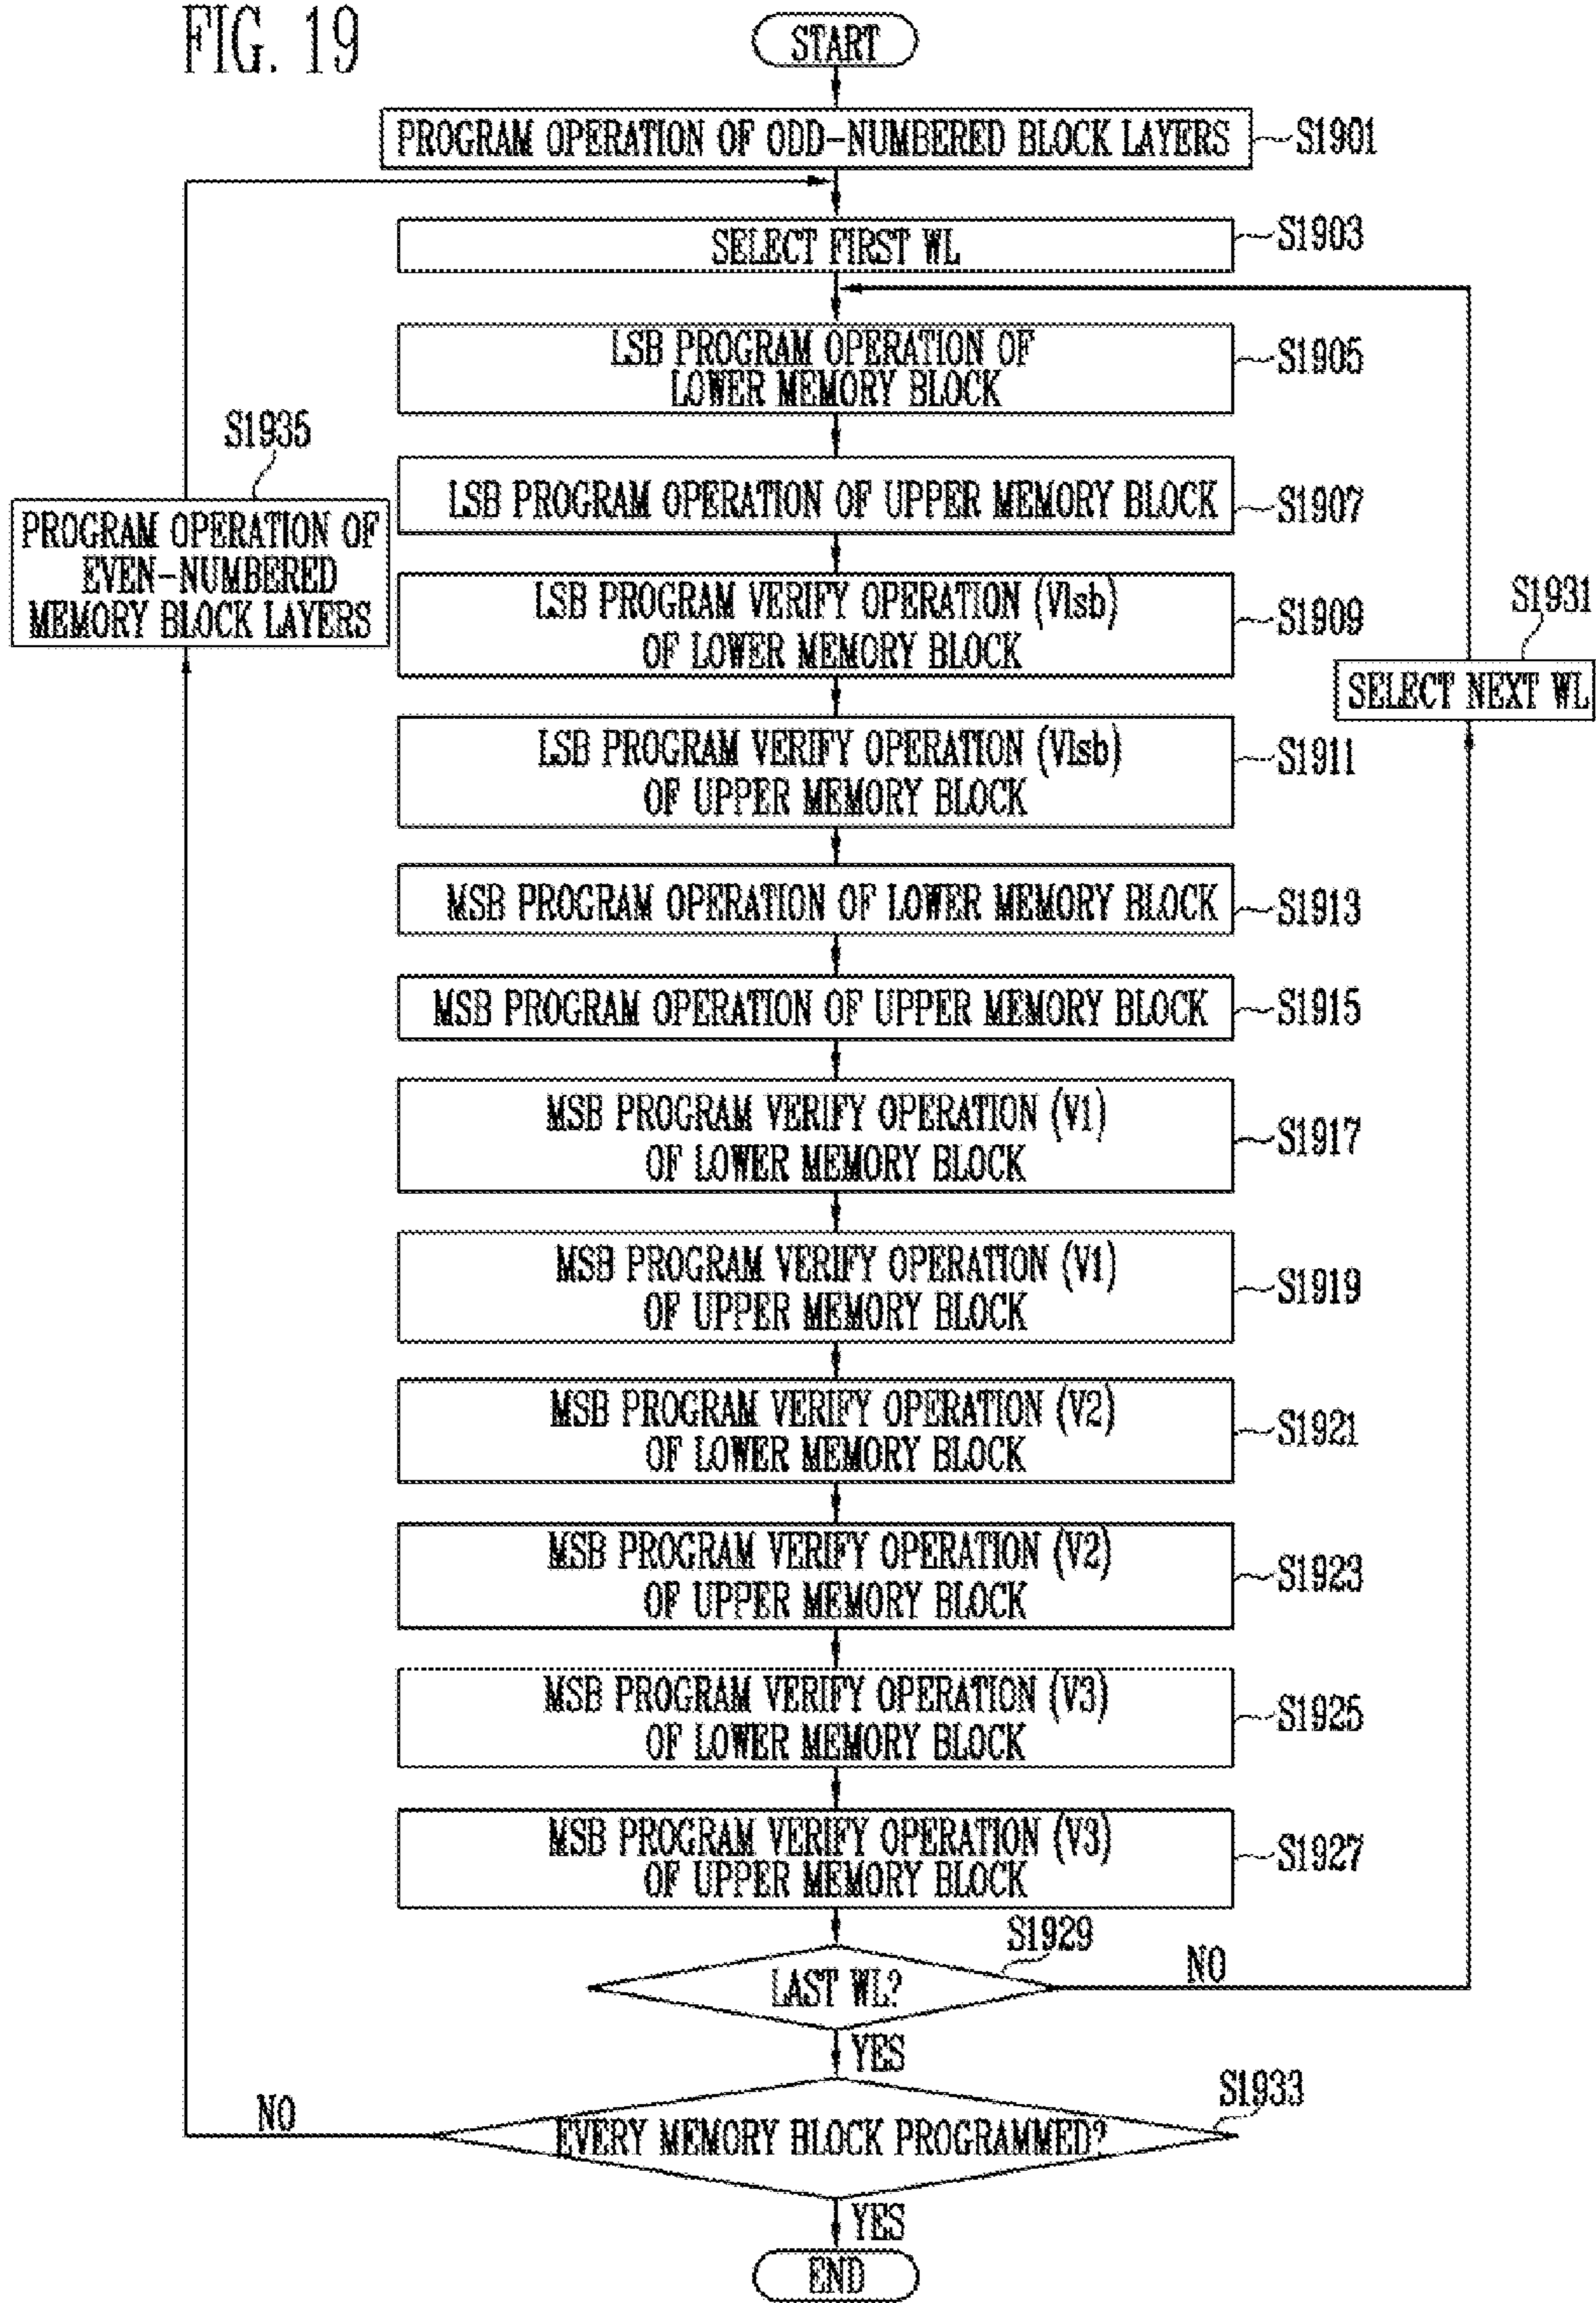 FIG. 19
START
PROGRAM OPERATION OF ODD-NUMBERED BLOCK LAYERS
S1901
SELECT FIRST WL
S1903
LSB PROGRAM OPERATION OF
LOWER MEMORY BLOCK
S1905
S1935
PROGRAM OPERATION OF
EVEN-NUMBERED
MEMORY BLOCK LAYERS
LSB PROGRAM OPERATION OF UPPER MEMORY BLOCK
S1907
LSB PROGRAM VERIFY OPERATION (Vlsb)
OF LOWER MEMORY BLOCK
S1909
S1931
SELECT NEXT WL
LSB PROGRAM VERIFY OPERATION (Vlsb)
OF UPPER MEMORY BLOCK
S1911
MSB PROGRAM OPERATION OF LOWER MEMORY BLOCK
S1913
MSB PROGRAM OPERATION OF UPPER MEMORY BLOCK
S1915
MSB PROGRAM VERIFY OPERATION (V1)
OF LOWER MEMORY BLOCK
S1917
MSB PROGRAM VERIFY OPERATION (V1)
OF UPPER MEMORY BLOCK
S1919
MSB PROGRAM VERIFY OPERATION (V2)
OF LOWER MEMORY BLOCK
S1921
MSB PROGRAM VERIFY OPERATION (V2)
OF UPPER MEMORY BLOCK
S1923
MSB PROGRAM VERIFY OPERATION (V3)
OF LOWER MEMORY BLOCK
S1925
MSB PROGRAM VERIFY OPERATION (V3)
OF UPPER MEMORY BLOCK
S1927
S1929
LAST WL?
NO
YES
S1933
NO
EVERY MEMORY BLOCK PROGRAMMED?
YES
END